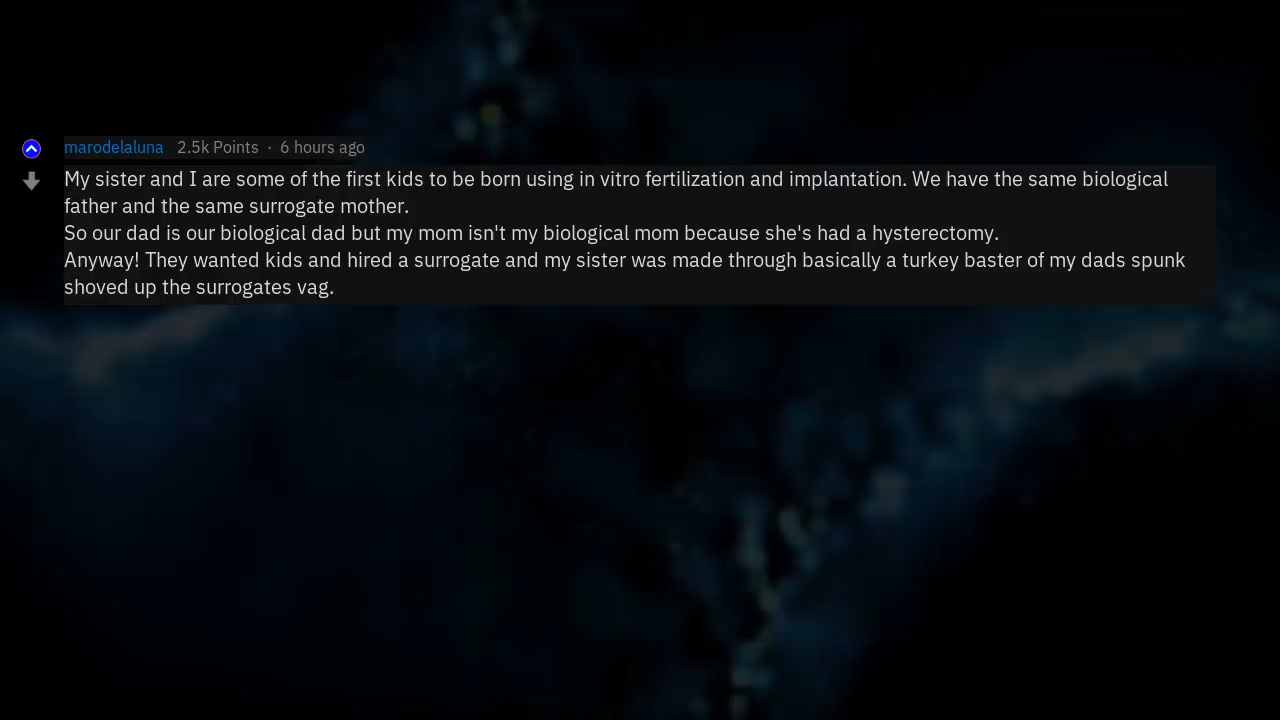 marodelaluna 2.5k Points · 6 hours ago
My sister and I are some of the first kids to be born using in vitro fertilization and implantation. We have the same biological
father and the same surrogate mother.
So our dad is our biological dad but my mom isn't my biological mom because she's had a hysterectomy.
Anyway! They wanted kids and hired a surrogate and my sister was made through basically a turkey baster of my dads spunk
shoved up the surrogates vag.